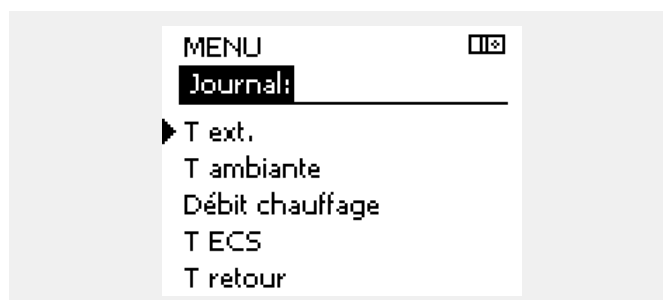 MENU
Journal:
T ext.
T ambiante
Débit chauffage
T ECS
T retour